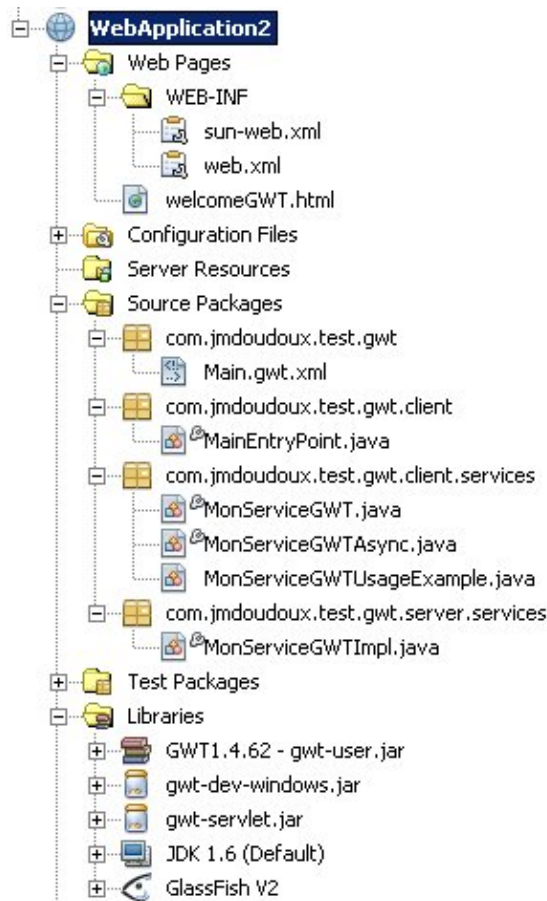 WebApplication2
Web Pages
WEB-INF
sun-web.xml
web.xml
welcomeGWT.html
Configuration Files
Server Resources
Source Packages
com.jmdoudoux.test.gwt
Main.gwt.xml
com.jmdoudoux.test.gwt.client
MainEntryPoint.java
com.jmdoudoux.test.gwt.client.services
MonServiceGWT.java
MonServiceGWTAsync.java
MonServiceGWTUsageExample.java
com.jmdoudoux.test.gwt.server.services
MonServiceGWTImpl.java
Test Packages
Libraries
GWT1.4.62 - gwt-user.jar
gwt-dev-windows.jar
gwt-servlet.jar
JDK 1.6 (Default)
GlassFish V2